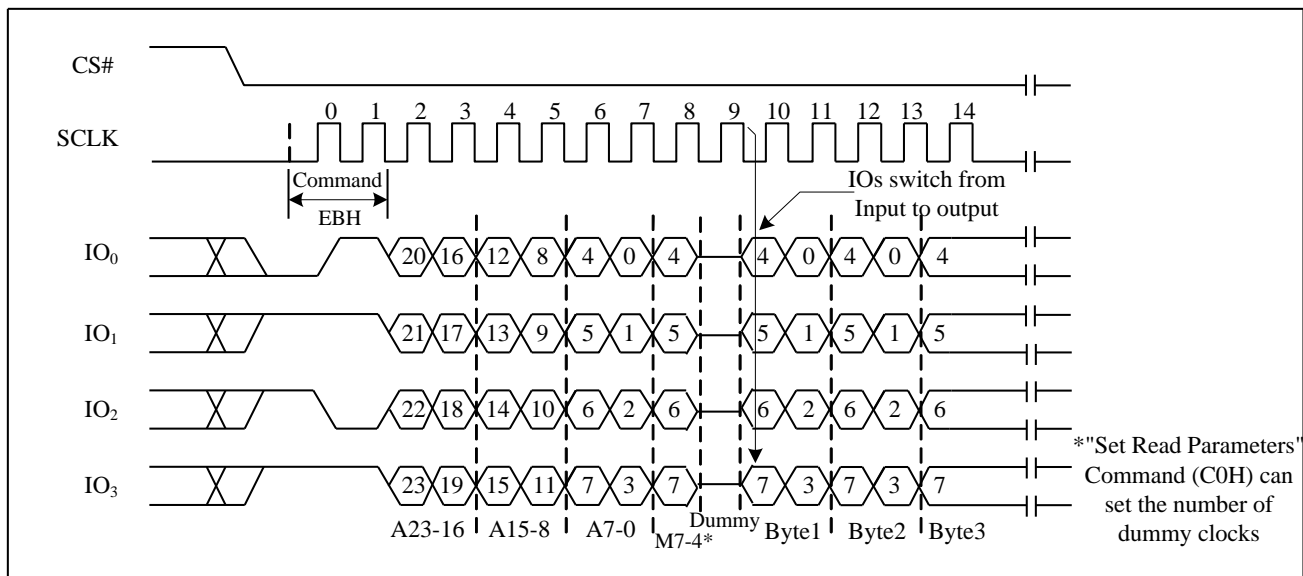 CS#
0 1 2 3 4 5 6 7 8 9 10 11 12 13 14
SCLK
Command
EBH
IOs switch from
Input to output
IO0
20 16 12 8 4 0 4 4 0 4 0 4
IO1
21 17 13 9 5 1 5 5 1 5 1 5
IO2
22 18 14 10 6 2 6 6 2 6 2 6
IO3
23 19 15 11 7 3 7 7 3 7 3 7
A23-16 A15-8 A7-0 M7-4* Dummy Byte1 Byte2 Byte3
*"Set Read Parameters"
Command (C0H) can
set the number of
dummy clocks